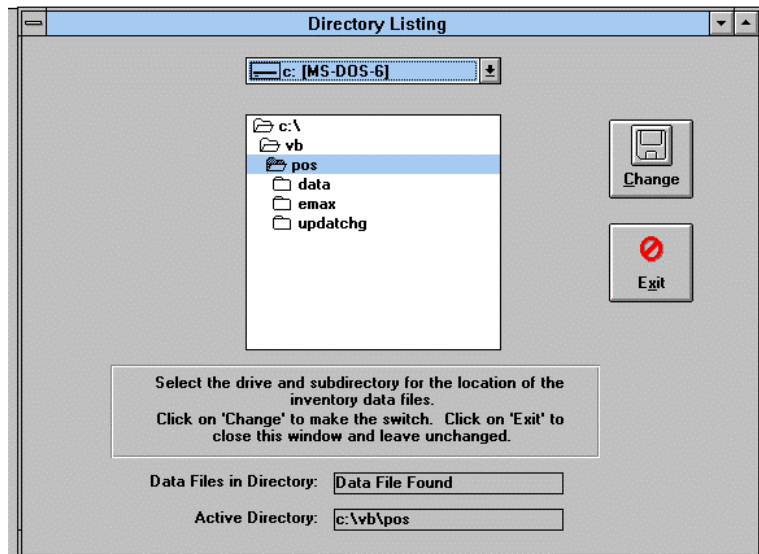 Directory Listing
c: [MS-DOS-6]
c:\
vb
pos
data
emax
updatchg
Change
Exit
Select the drive and subdirectory for the location of the
inventory data files.
Click on 'Change' to make the switch.  Click on 'Exit' to
close this window and leave unchanged.
Data Files in Directory: Data File Found
Active Directory: c:\vb\pos